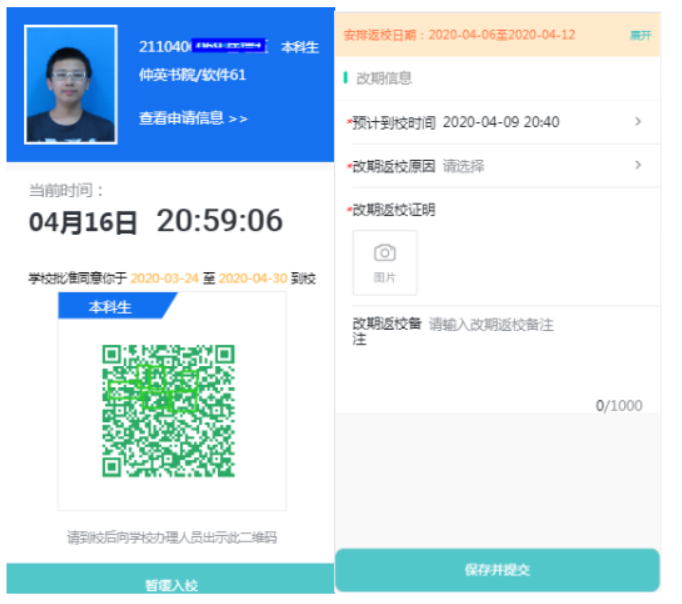 211040
本科生
仲英书院/软件61
查看申请信息 >>
当前时间：
04月16日 20:59:06
学校批准同意你于 2020-03-24 至 2020-04-30 到校
本科生
请到校后向学校办理人员出示此二维码
暂缓入校
安排返校日期：2020-04-06至2020-04-12 展开
改期信息
*预计到校时间 2020-04-09 20:40 >
*改期返校原因 请选择 >
*改期返校证明
图片
改期返校备注 请输入改期返校备注
0/1000
保存并提交